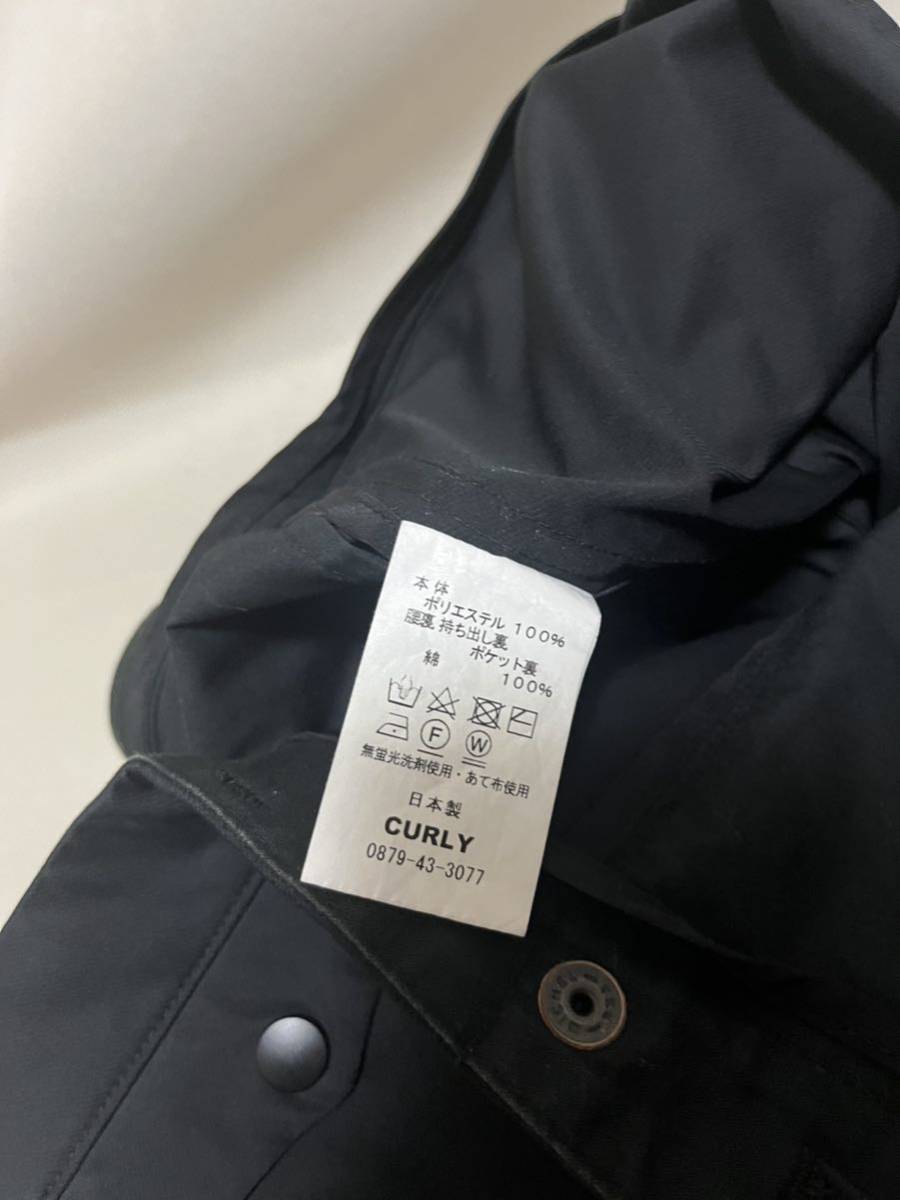 本体
ポリエステル 100%
腰裏,持ち出し裏
ポケット裏
綿 100%
F W
無蛍光洗剤使用・あて布使用
日本製
CURLY
0879-43-3077